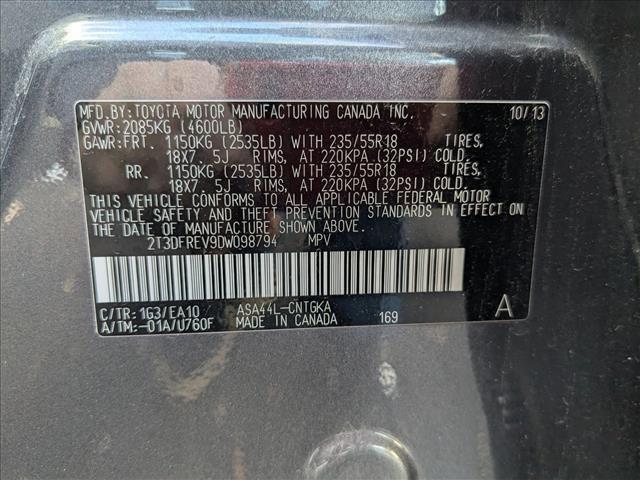 MFD.BY:TOYOTA MOTOR MANUFACTURING CANADA INC. 10/13
GVWR:2085KG (4600LB)
GAWR:FRT. 1150KG (2535LB) WITH 235/55R18 TIRES,
18X7.5J RIMS, AT 220KPA (32PSI) COLD.
RR. 1150KG (2535LB) WITH 235/55R18 TIRES,
18X7.5J RIMS, AT 220KPA (32PSI) COLD.
THIS VEHICLE CONFORMS TO ALL APPLICABLE FEDERAL MOTOR
VEHICLE SAFETY AND THEFT PREVENTION STANDARDS IN EFFECT ON
THE DATE OF MANUFACTURE SHOWN ABOVE.
2T3DFREV9DW098794 MPV
C/TR:1G3/EA10 ASA44L-CNTGKA
A/TM:-01A/U760F MADE IN CANADA 169 A